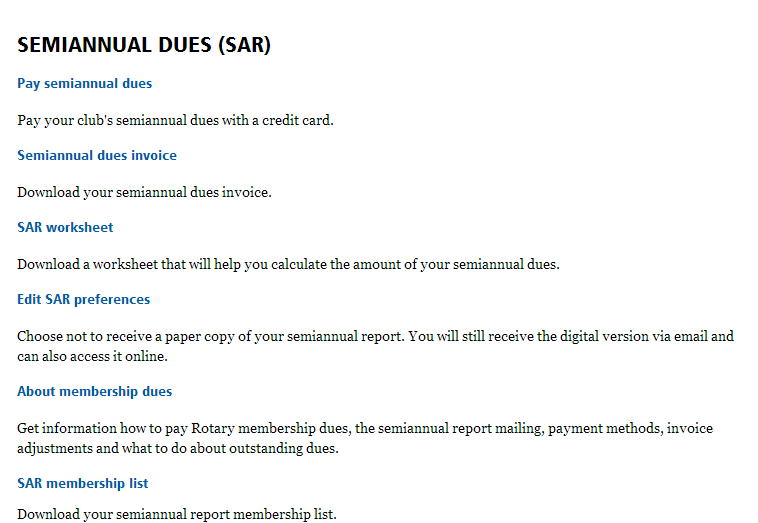 SEMIANNUAL DUES (SAR)
Pay semiannual dues
Pay your club's semiannual dues with a credit card.
Semiannual dues invoice
Download your semiannual dues invoice.
SAR worksheet
Download a worksheet that will help you calculate the amount of your semiannual dues.
Edit SAR preferences
Choose not to receive a paper copy of your semiannual report. You will still receive the digital version via email and
can also access it online.
About membership dues
Get information how to pay Rotary membership dues, the semiannual report mailing, payment methods, invoice
adjustments and what to do about outstanding dues.
SAR membership list
Download your semiannual report membership list.